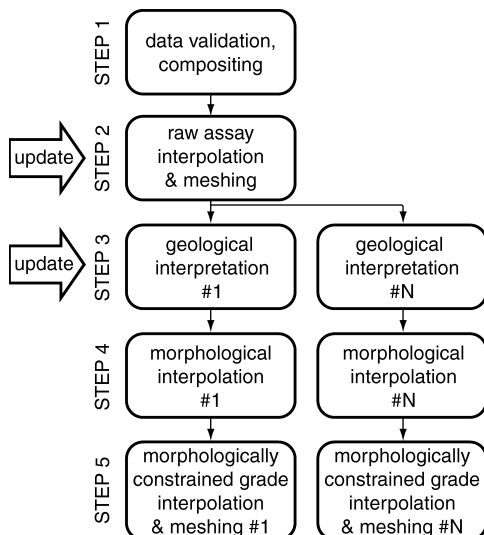 STEP 1
data validation,
compositing
STEP 2
update
raw assay
interpolation
& meshing
STEP 3
update
geological
interpretation
#1
geological
interpretation
#N
STEP 4
morphological
interpolation
#1
morphological
interpolation
#N
STEP 5
morphologically
constrained grade
interpolation
& meshing #1
morphologically
constrained grade
interpolation
& meshing #N